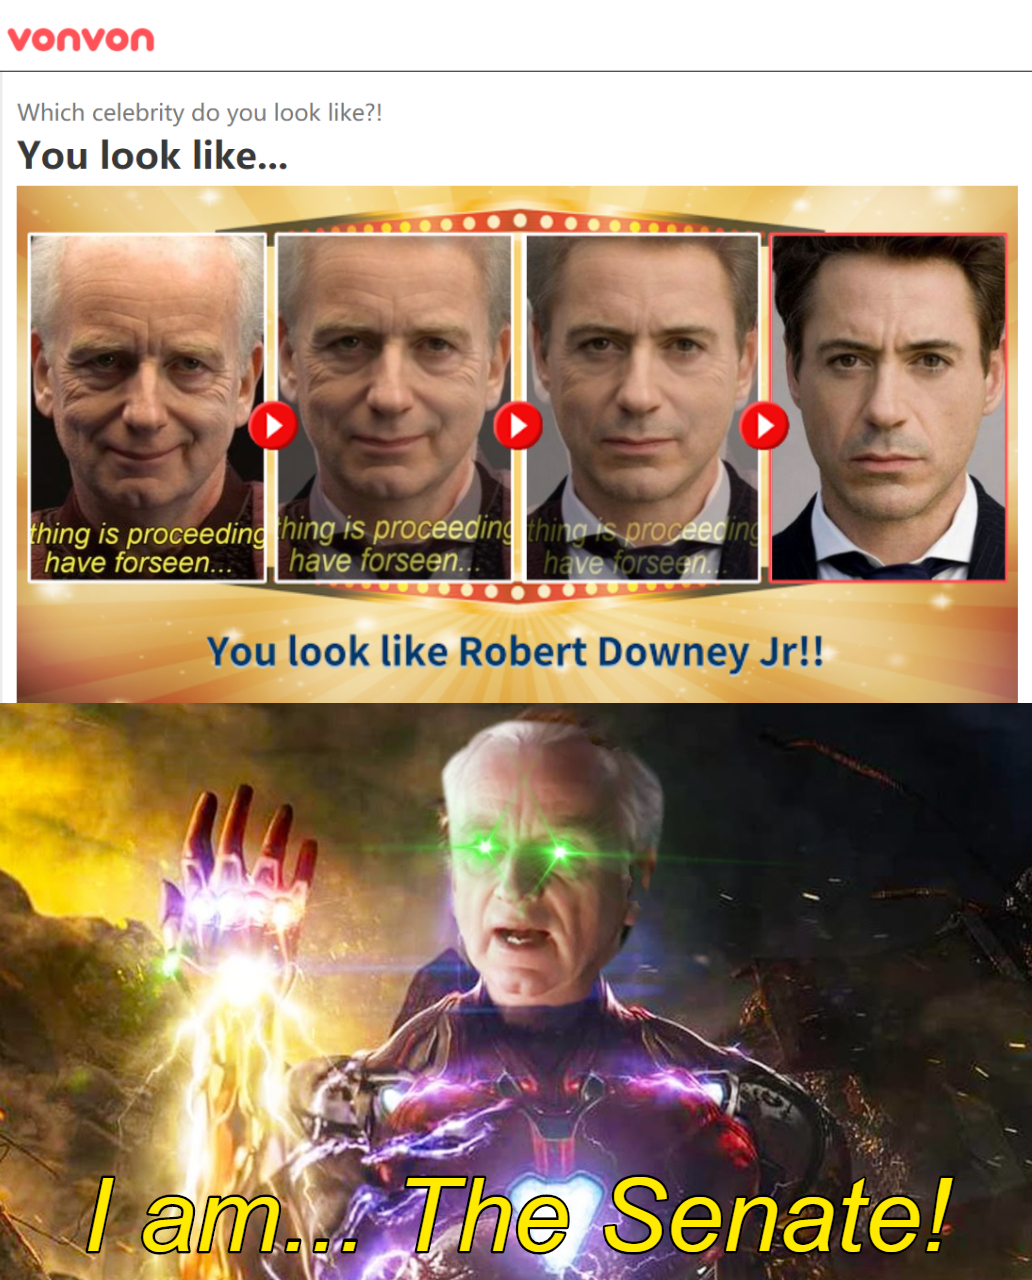 vonvon
Which celebrity do you look like?!
You look like...
thing is proceeding
have forseen...
thing is proceeding
have forseen...
thing is proceeding
have forseen...
You look like Robert Downey Jr!!
I am... The Senate!